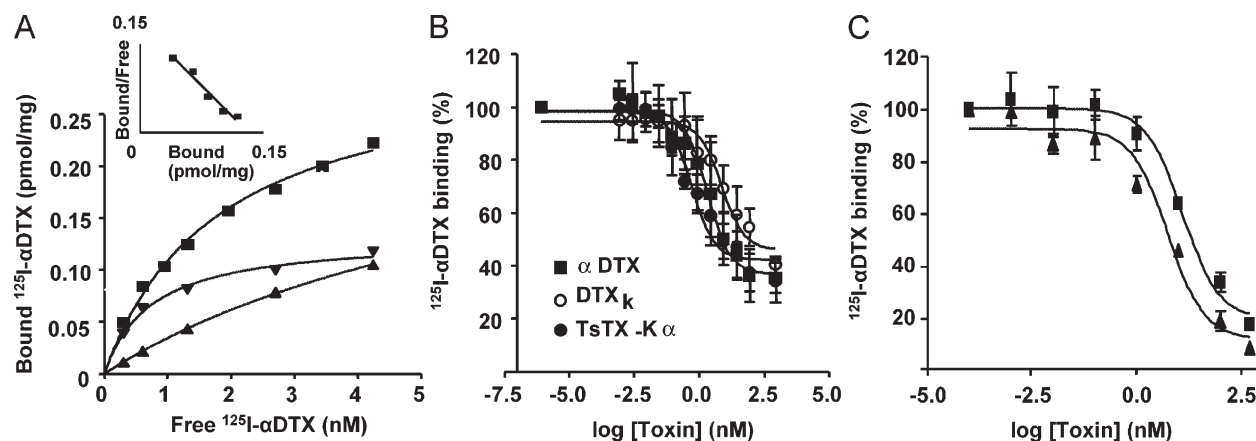 A
0.15
Bound/Free
0
Bound
(pmol/mg)
0.15
Bound ¹²⁵I-αDTX (pmol/mg)
0.25
0.20
0.15
0.10
0.05
0
0
1
2
3
4
5
Free ¹²⁵I-αDTX (nM)
B
¹²⁵I-αDTX binding (%)
120
100
80
60
40
20
α DTX
DTXₖ
TsTX -K α
-7.5
-5.0
-2.5
0.0
2.5
5.0
log [Toxin] (nM)
C
¹²⁵I-αDTX binding (%)
120
100
80
60
40
20
-5.0
-2.5
0.0
2.5
log [Toxin] (nM)